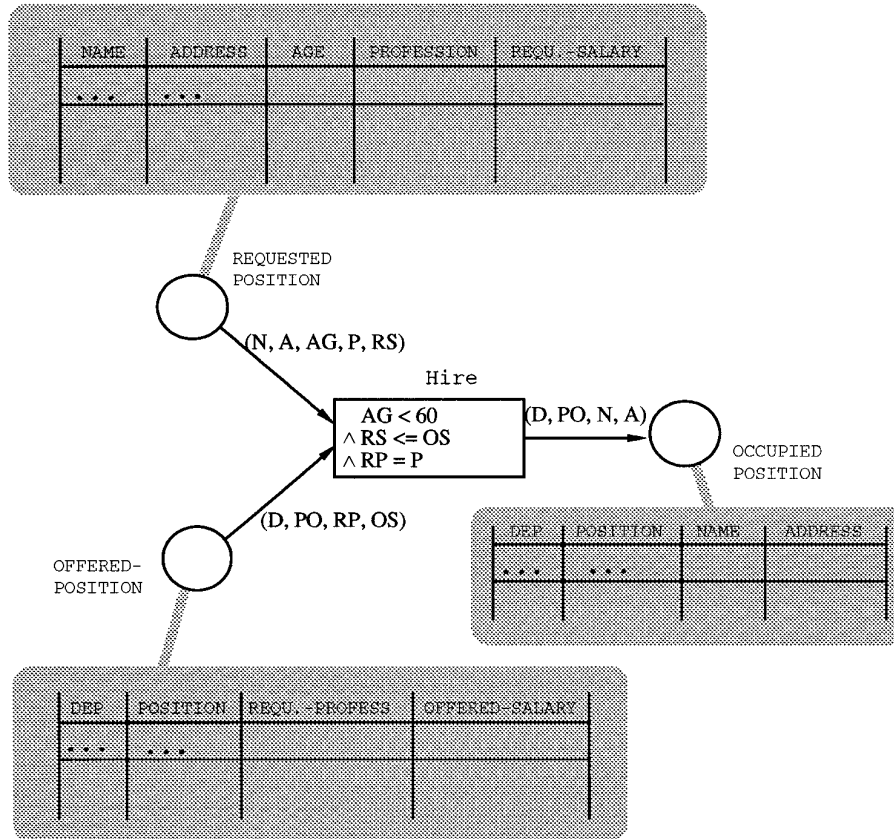 NAME ADDRESS AGE PROFESSION REQU.-SALARY
... ...
REQUESTED
POSITION
(N, A, AG, P, RS)
Hire
AG < 60
∧ RS <= OS
∧ RP = P
(D, PO, N, A)
OCCUPIED
POSITION
(D, PO, RP, OS)
OFFERED-
POSITION
DEP POSITION NAME ADDRESS
... ...
DEP POSITION REQU.-PROFESS OFFERED-SALARY
... ...